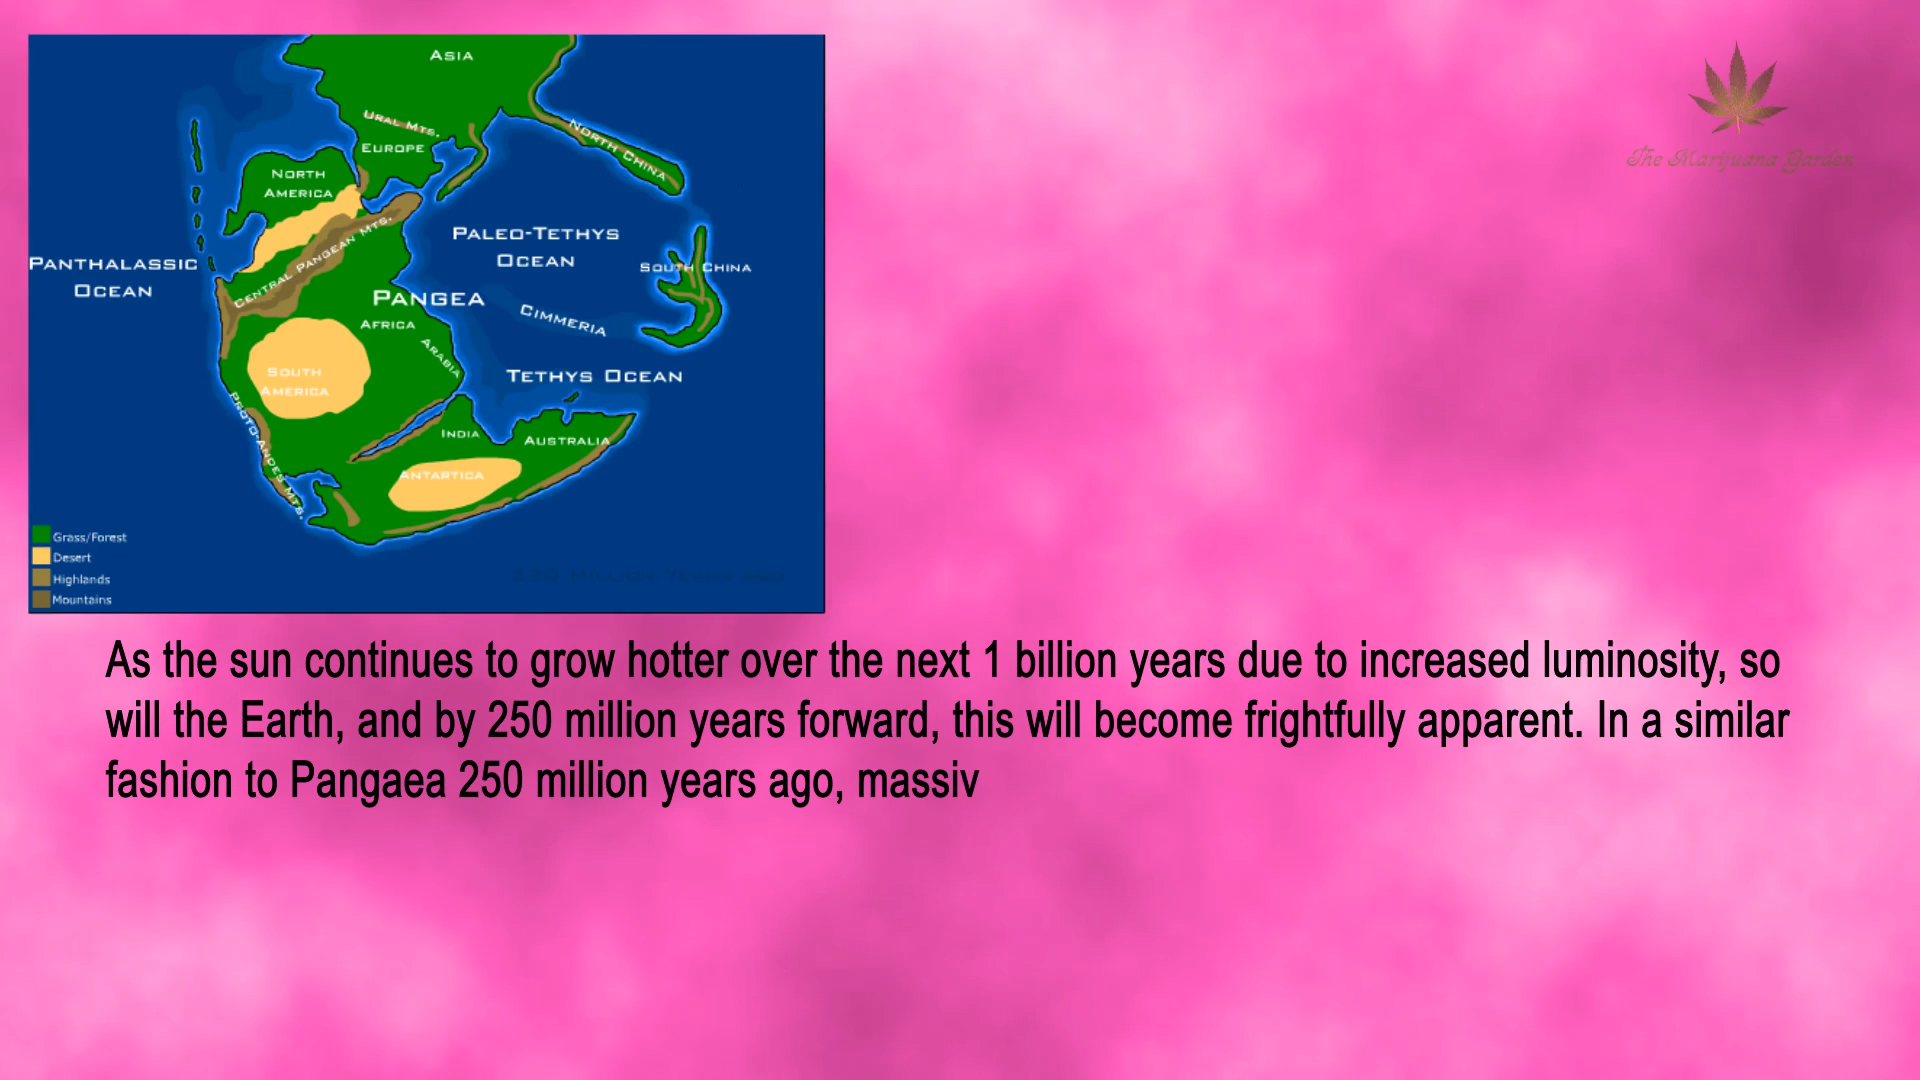 ASIA
URAL MTS.
EUROPE
NORTH CHINA
NORTH
AMERICA
CENTRAL PANGEAN MTS.
PALEO-TETHYS
OCEAN
SOUTH CHINA
PANTHALASSIC
OCEAN
PANGEA
CIMMERIA
AFRICA
ARABIA
SOUTH
AMERICA
TETHYS OCEAN
PROTO-ANDES MTS.
INDIA
AUSTRALIA
ANTARTICA
Grass/Forest
Desert
Highlands
Mountains
The Marijuana Garden
As the sun continues to grow hotter over the next 1 billion years due to increased luminosity, so
will the Earth, and by 250 million years forward, this will become frightfully apparent. In a similar
fashion to Pangaea 250 million years ago, massiv